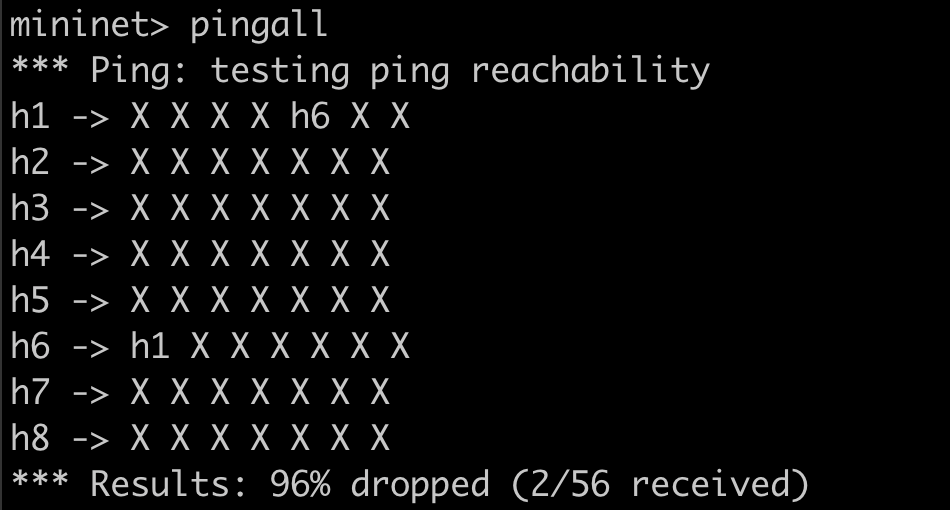 mininet> pingall
*** Ping: testing ping reachability
h1 -> X X X X h6 X X
h2 -> X X X X X X X
h3 -> X X X X X X X
h4 -> X X X X X X X
h5 -> X X X X X X X
h6 -> h1 X X X X X X
h7 -> X X X X X X X
h8 -> X X X X X X X
*** Results: 96% dropped (2/56 received)